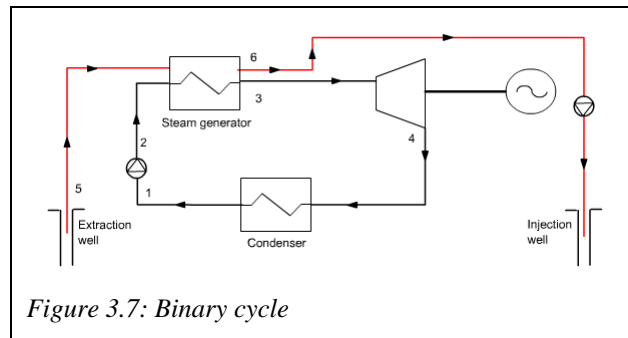 6
3
Steam generator
2
4
1
5
Extraction
well
Condenser
Injection
well
Figure 3.7: Binary cycle